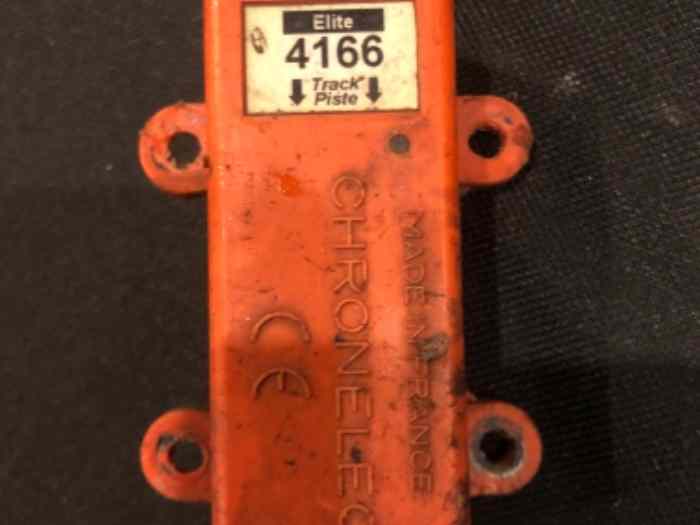 Elite
4166
Track
Piste
CHRONELEC
MADE IN FRANCE
CE